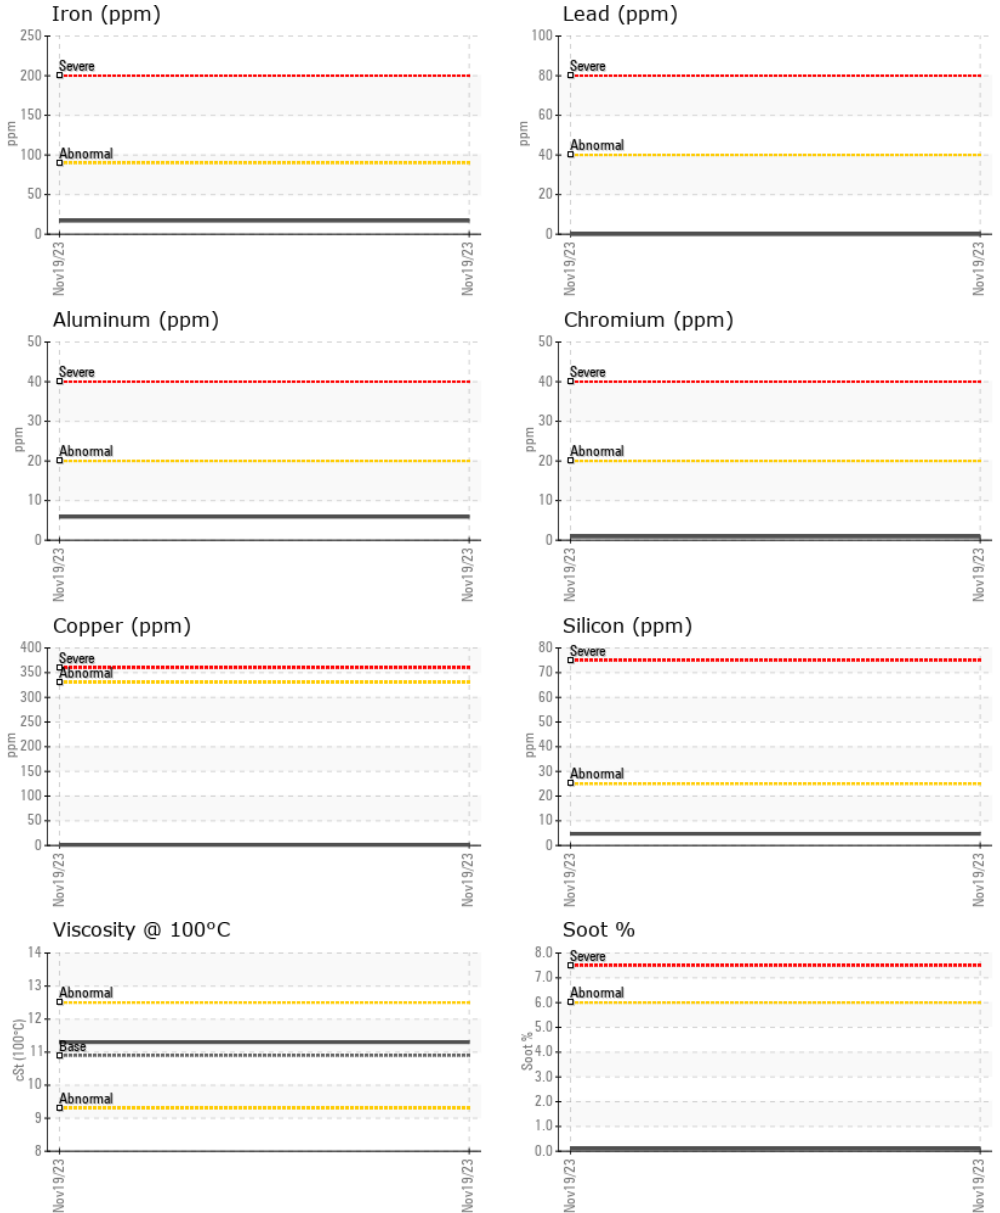 Iron (ppm)
250
200
150
100
50
0
ppm
Severe
Abnormal
Nov19/23
Nov19/23
Lead (ppm)
100
80
60
40
20
0
ppm
Severe
Abnormal
Nov19/23
Nov19/23
Aluminum (ppm)
50
40
30
20
10
0
ppm
Severe
Abnormal
Nov19/23
Nov19/23
Chromium (ppm)
50
40
30
20
10
0
ppm
Severe
Abnormal
Nov19/23
Nov19/23
Copper (ppm)
400
350
300
250
200
150
100
50
0
ppm
Severe
Abnormal
Nov19/23
Nov19/23
Silicon (ppm)
80
70
60
50
40
30
20
10
0
ppm
Severe
Abnormal
Nov19/23
Nov19/23
Viscosity @ 100°C
14
13
12
11
10
9
8
cSt (100°C)
Abnormal
Base
Abnormal
Nov19/23
Nov19/23
Soot %
8.0
7.0
6.0
5.0
4.0
3.0
2.0
1.0
0.0
Soot %
Severe
Abnormal
Nov19/23
Nov19/23